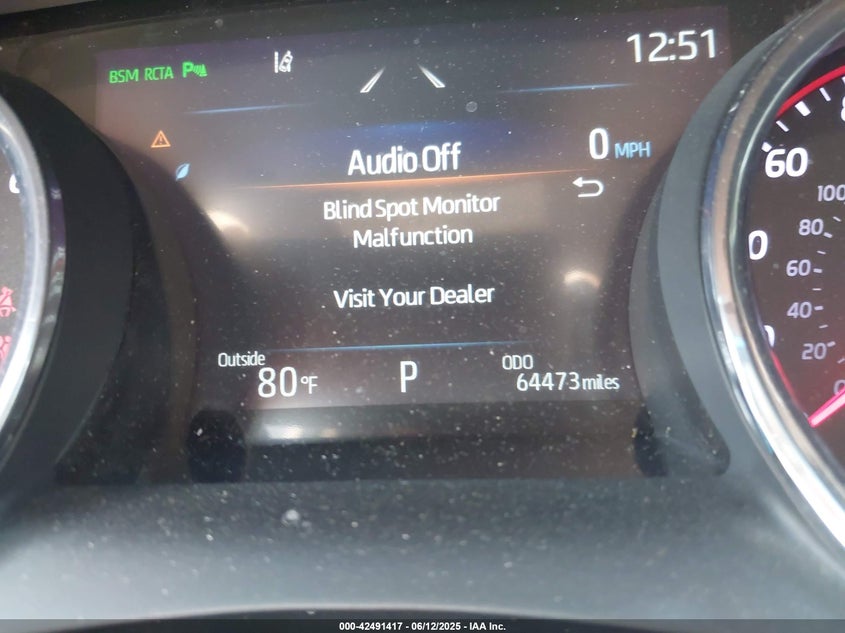 12:51
BSM RCTA P
Audio Off
0 MPH
Blind Spot Monitor
Malfunction
Visit Your Dealer
Outside
80°F
P
ODO
64473 miles
60
100
80
60
40
20
0
000-42491417 - 06/12/2025 - IAA Inc.